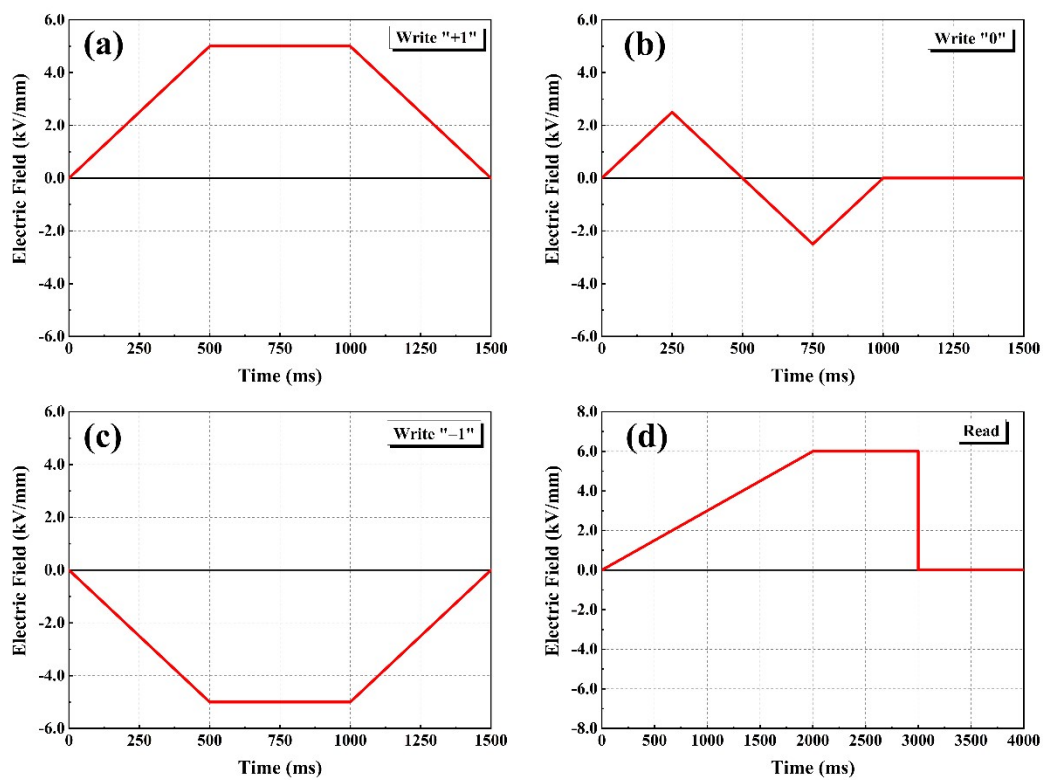 (a)
Write "+1"
6.0
4.0
2.0
0.0
-2.0
-4.0
-6.0
Electric Field (kV/mm)
0 250 500 750 1000 1250 1500
Time (ms)
(b)
Write "0"
6.0
4.0
2.0
0.0
-2.0
-4.0
-6.0
Electric Field (kV/mm)
0 250 500 750 1000 1250 1500
Time (ms)
(c)
Write "−1"
6.0
4.0
2.0
0.0
-2.0
-4.0
-6.0
Electric Field (kV/mm)
0 250 500 750 1000 1250 1500
Time (ms)
(d)
Read
8.0
6.0
4.0
2.0
0.0
-2.0
-4.0
-6.0
-8.0
Electric Field (kV/mm)
0 500 1000 1500 2000 2500 3000 3500 4000
Time (ms)